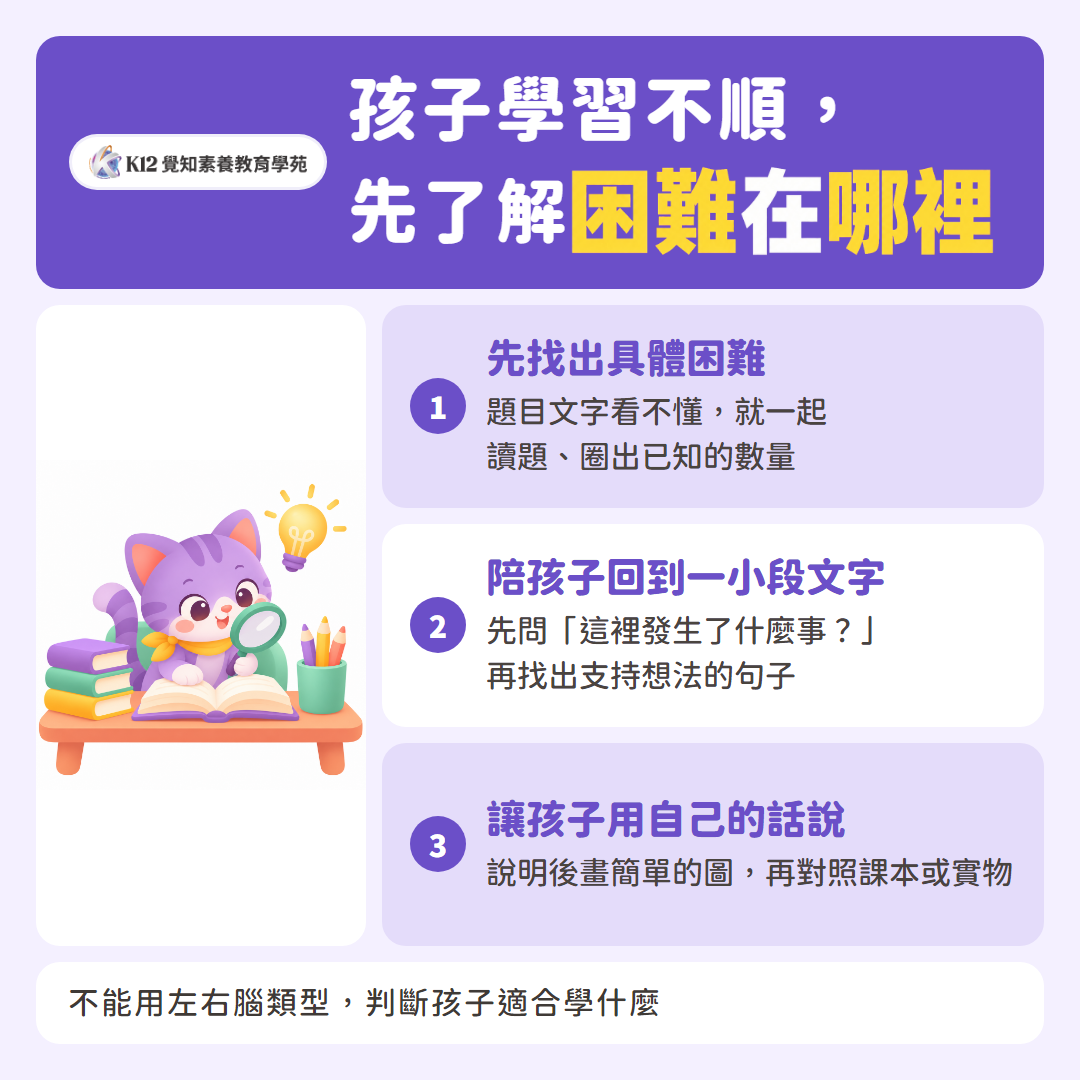 孩子學習不順，
K12 覺知素養教育學苑
先了解困難在哪裡
1
先找出具體困難
題目文字看不懂，就一起
讀題、圈出已知的數量
2
陪孩子回到一小段文字
先問「這裡發生了什麼事？」
再找出支持想法的句子
3
讓孩子用自己的話說
說明後畫簡單的圖，再對照課本或實物
不能用左右腦類型，判斷孩子適合學什麼